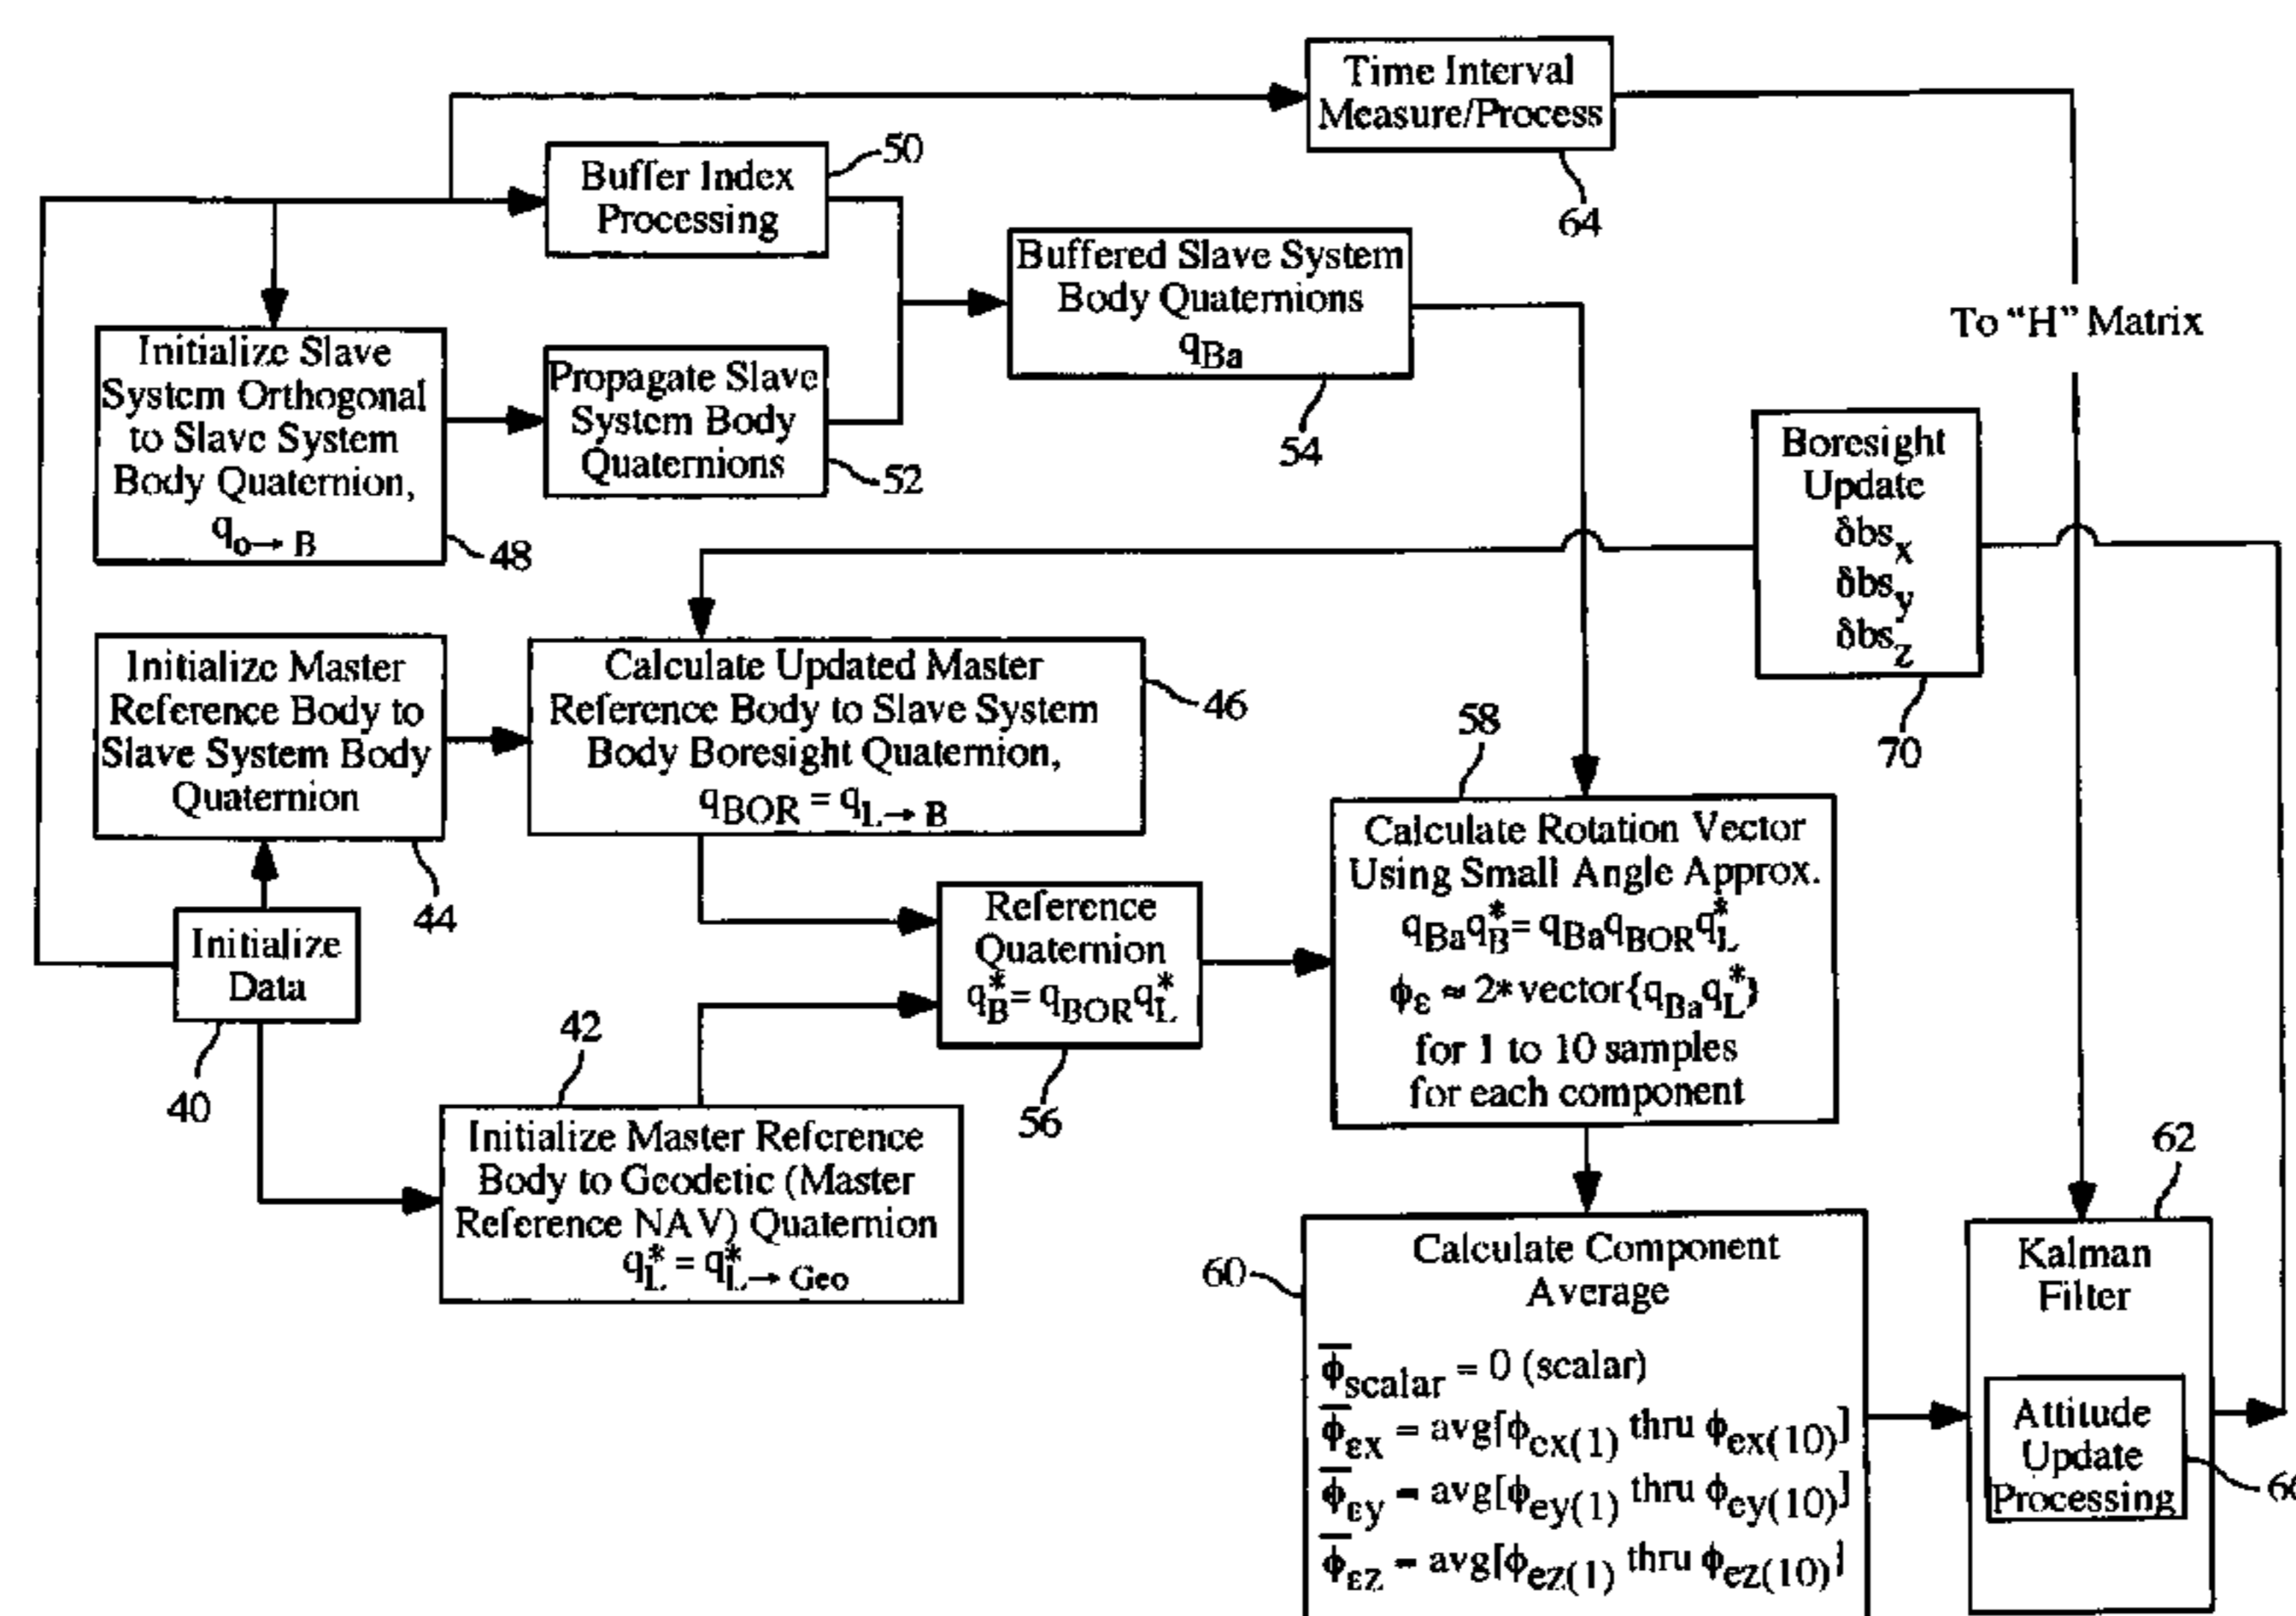 Time Interval
Measure/Process
64
Buffer Index
Processing
50
Buffered Slave System
Body Quaternions
q_Ba
54
To “H” Matrix
Initialize Slave
System Orthogonal
to Slave System
Body Quaternion,
q_o→ B
48
Propagate Slave
System Body
Quaternions
52
Boresight
Update
δbs_x
δbs_y
δbs_z
70
Initialize Master
Reference Body to
Slave System Body
Quaternion
44
Calculate Updated Master
Reference Body to Slave System
Body Boresight Quaternion,
q_BOR = q_L→ B
46
58
Calculate Rotation Vector
Using Small Angle Approx.
q_Ba q*_B = q_Ba q_BOR q*_L
ϕ_ε ≈ 2* vector{q_Ba q*_L}
for 1 to 10 samples
for each component
Initialize
Data
40
Reference
Quaternion
q*_B = q_BOR q*_L
56
42
Initialize Master Reference
Body to Geodetic (Master
Reference NAV) Quaternion
q*_L = q*_L→ Geo
60
Calculate Component
Average
ϕ̅_scalar = 0 (scalar)
ϕ̅_εx = avg[ϕ_ex(1) thru ϕ_ex(10)]
ϕ̅_εy = avg[ϕ_ey(1) thru ϕ_ey(10)]
ϕ̅_εz = avg[ϕ_ez(1) thru ϕ_ez(10)]
62
Kalman
Filter
Attitude
Update
Processing